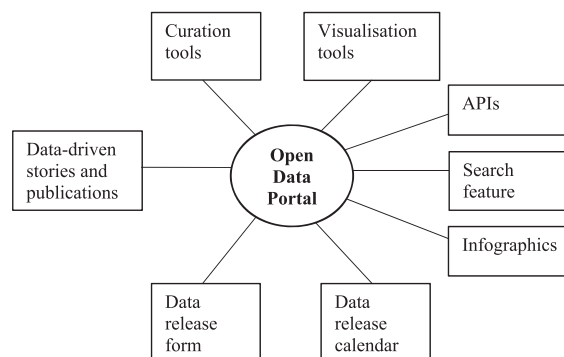 Curation
tools
Visualisation
tools
APIs
Data-driven
stories and
publications
Open
Data
Portal
Search
feature
Infographics
Data
release
form
Data
release
calendar